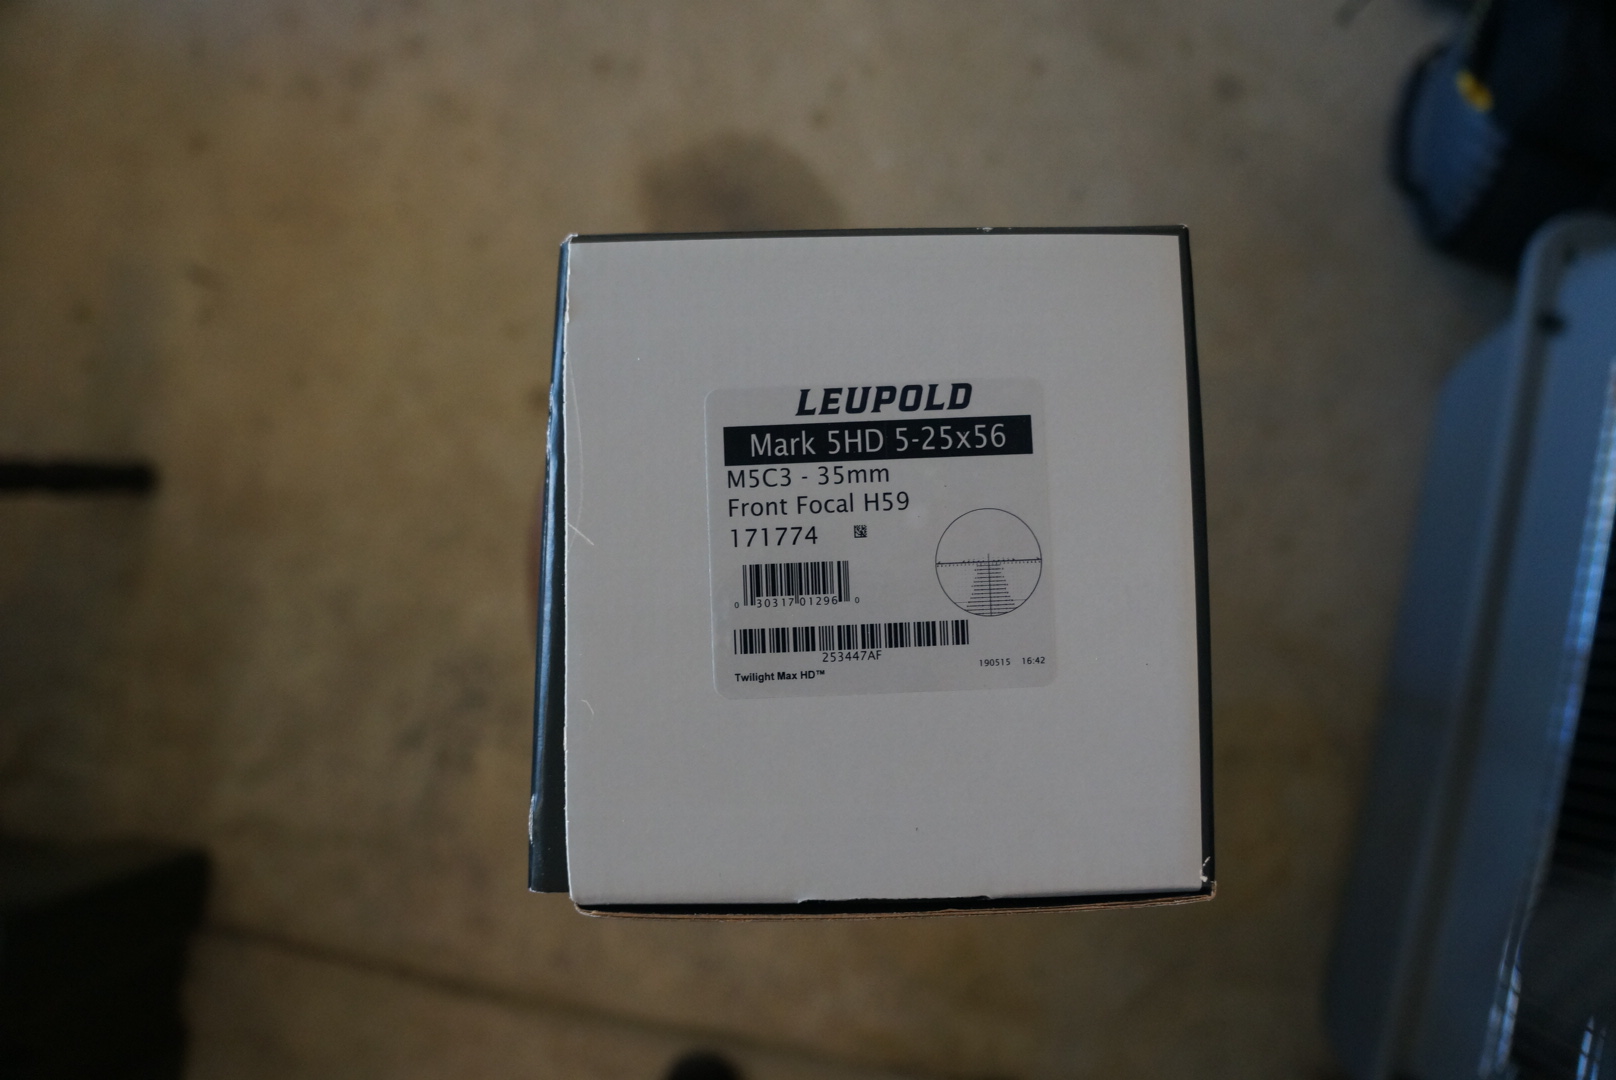 LEUPOLD
Mark 5HD 5-25x56
M5C3 - 35mm
Front Focal H59
171774
0 30317 01296 0
253447AF
190515 16:42
Twilight Max HD™